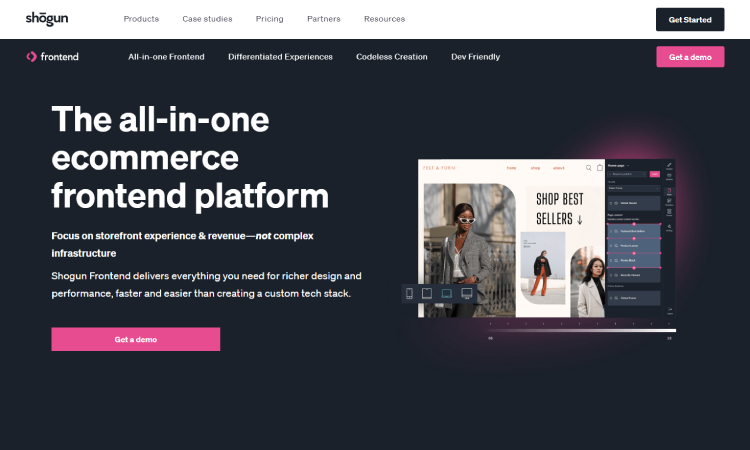 shōgun
Products
Case studies
Pricing
Partners
Resources
Get Started
frontend
All-in-one Frontend
Differentiated Experiences
Codeless Creation
Dev Friendly
Get a demo
The all-in-one
ecommerce
frontend platform
Focus on storefront experience & revenue—not complex
infrastructure
Shogun Frontend delivers everything you need for richer design and
performance, faster and easier than creating a custom tech stack.
Get a demo
SHOP BEST
SELLERS ↓
Home page